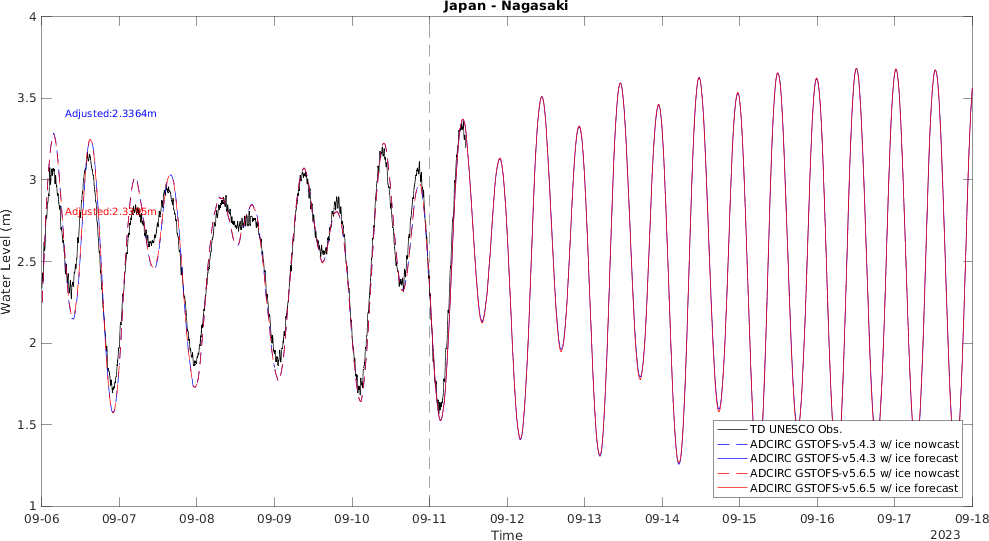 Japan - Nagasaki
4
3.5
3
2.5
2
1.5
1
Water Level (m)
Adjusted:2.3364m
09-06
09-07
09-08
09-09
09-10
09-11
09-12
09-13
09-14
09-15
09-16
09-17
09-18
Time
2023
TD UNESCO Obs.
ADCIRC GSTOFS-v5.4.3 w/ ice nowcast
ADCIRC GSTOFS-v5.4.3 w/ ice forecast
ADCIRC GSTOFS-v5.6.5 w/ ice nowcast
ADCIRC GSTOFS-v5.6.5 w/ ice forecast